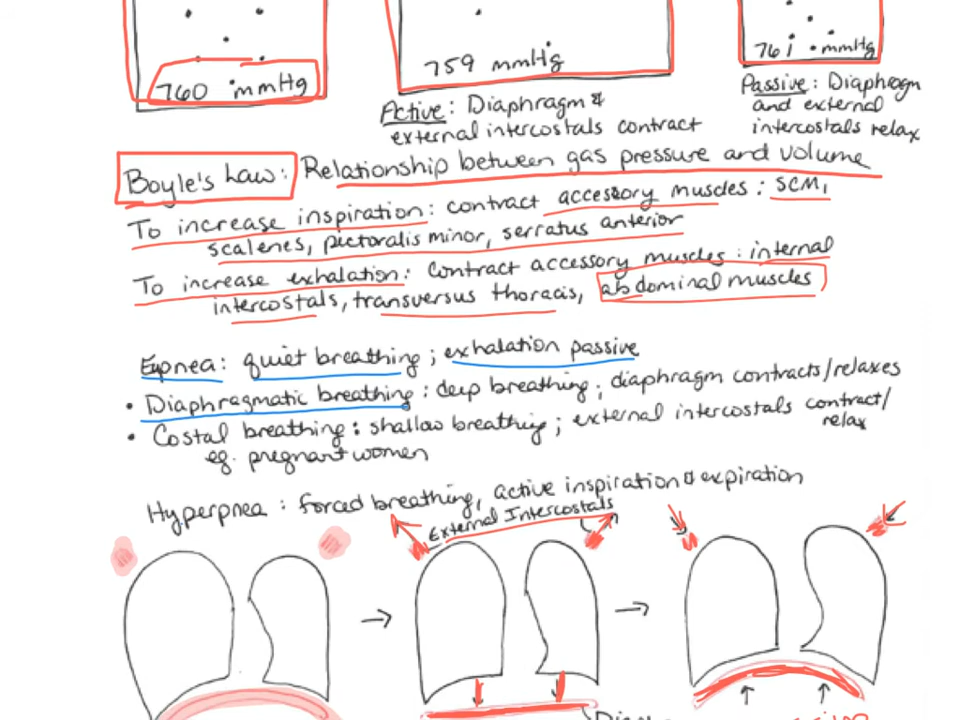 760 mmHg
759 mmHg
761 mmHg
Active: Diaphragm &
external intercostals contract
Passive: Diaphragm
and external
intercostals relax
Boyle's Law: Relationship between gas pressure and volume
To increase inspiration: contract accessory muscles: SCM,
scalenes, pectoralis minor, serratus anterior
To increase exhalation: Contract accessory muscles: internal
intercostals, transversus thoracis, abdominal muscles
Eupnea: quiet breathing; exhalation passive
• Diaphragmatic breathing: deep breathing; diaphragm contracts/relaxes
• Costal breathing: shallow breathing; external intercostals contract/
relax
eg. pregnant women
Hyperpnea: forced breathing, active inspiration & expiration
External Intercostals